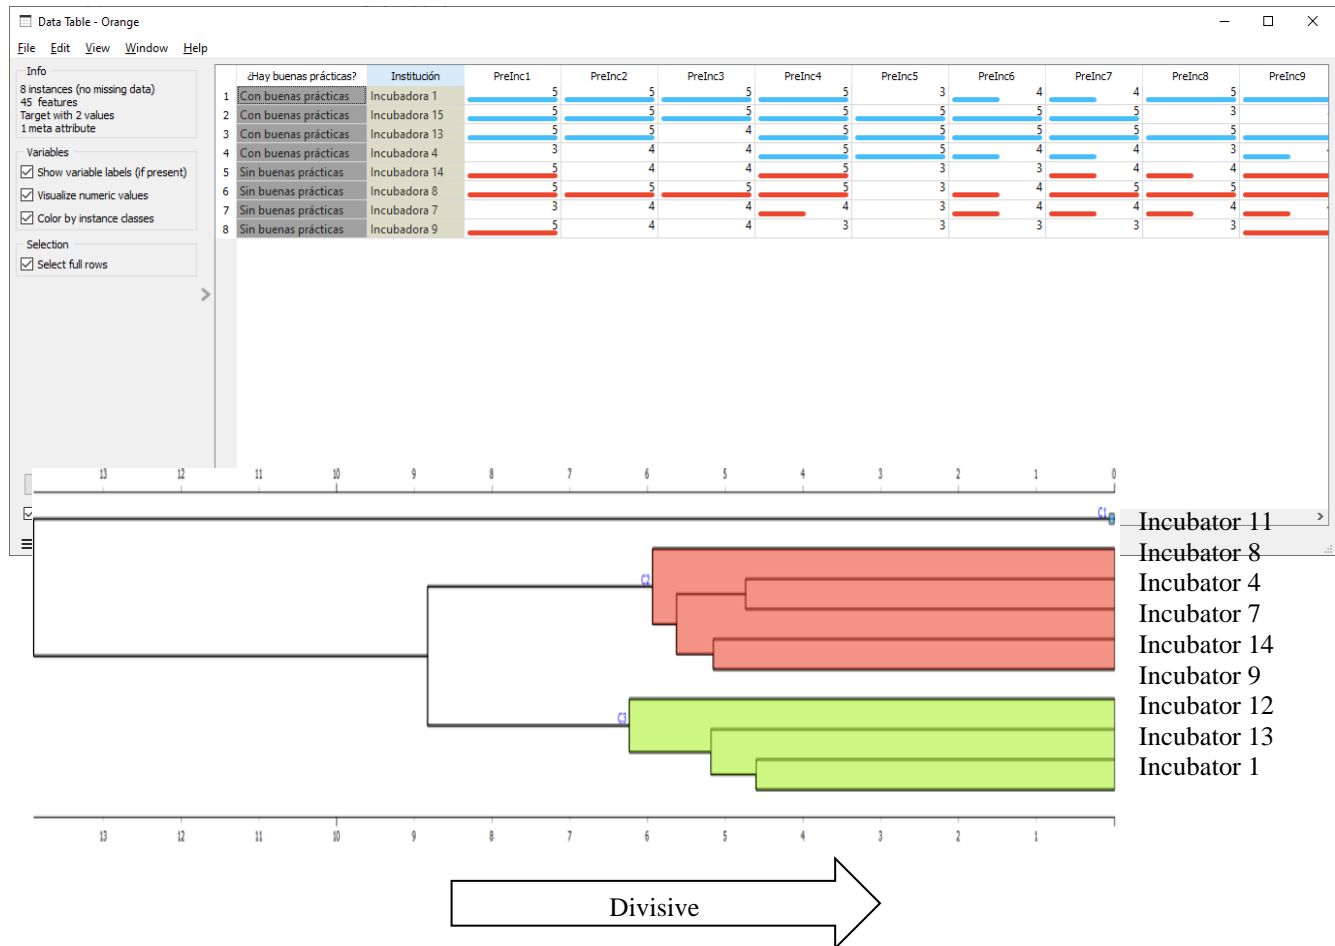 Data Table - Orange
File Edit View Window Help
Info
8 instances (no missing data)
45 features
Target with 2 values
1 meta attribute
Variables
Show variable labels (if present)
Visualize numeric values
Color by instance classes
Selection
Select full rows
¿Hay buenas prácticas? Institución PreInc1 PreInc2 PreInc3 PreInc4 PreInc5 PreInc6 PreInc7 PreInc8 PreInc9
1 Con buenas prácticas Incubadora 1 5 5 5 5 3 4 4 5
2 Con buenas prácticas Incubadora 15 5 5 5 5 5 5 5 3
3 Con buenas prácticas Incubadora 13 5 5 4 5 5 5 5 5
4 Con buenas prácticas Incubadora 4 3 4 4 5 5 4 4 3
5 Sin buenas prácticas Incubadora 14 5 4 4 5 3 3 4 4
6 Sin buenas prácticas Incubadora 8 5 5 5 5 3 4 5 5
7 Sin buenas prácticas Incubadora 7 3 4 4 4 3 4 4 4
8 Sin buenas prácticas Incubadora 9 5 4 4 3 3 3 3 3
13 12 11 10 9 8 7 6 5 4 3 2 1 0
C1
Incubator 11
Incubator 8
C2
Incubator 4
Incubator 7
Incubator 14
Incubator 9
Incubator 12
C3
Incubator 13
Incubator 1
13 12 11 10 9 8 7 6 5 4 3 2 1
Divisive